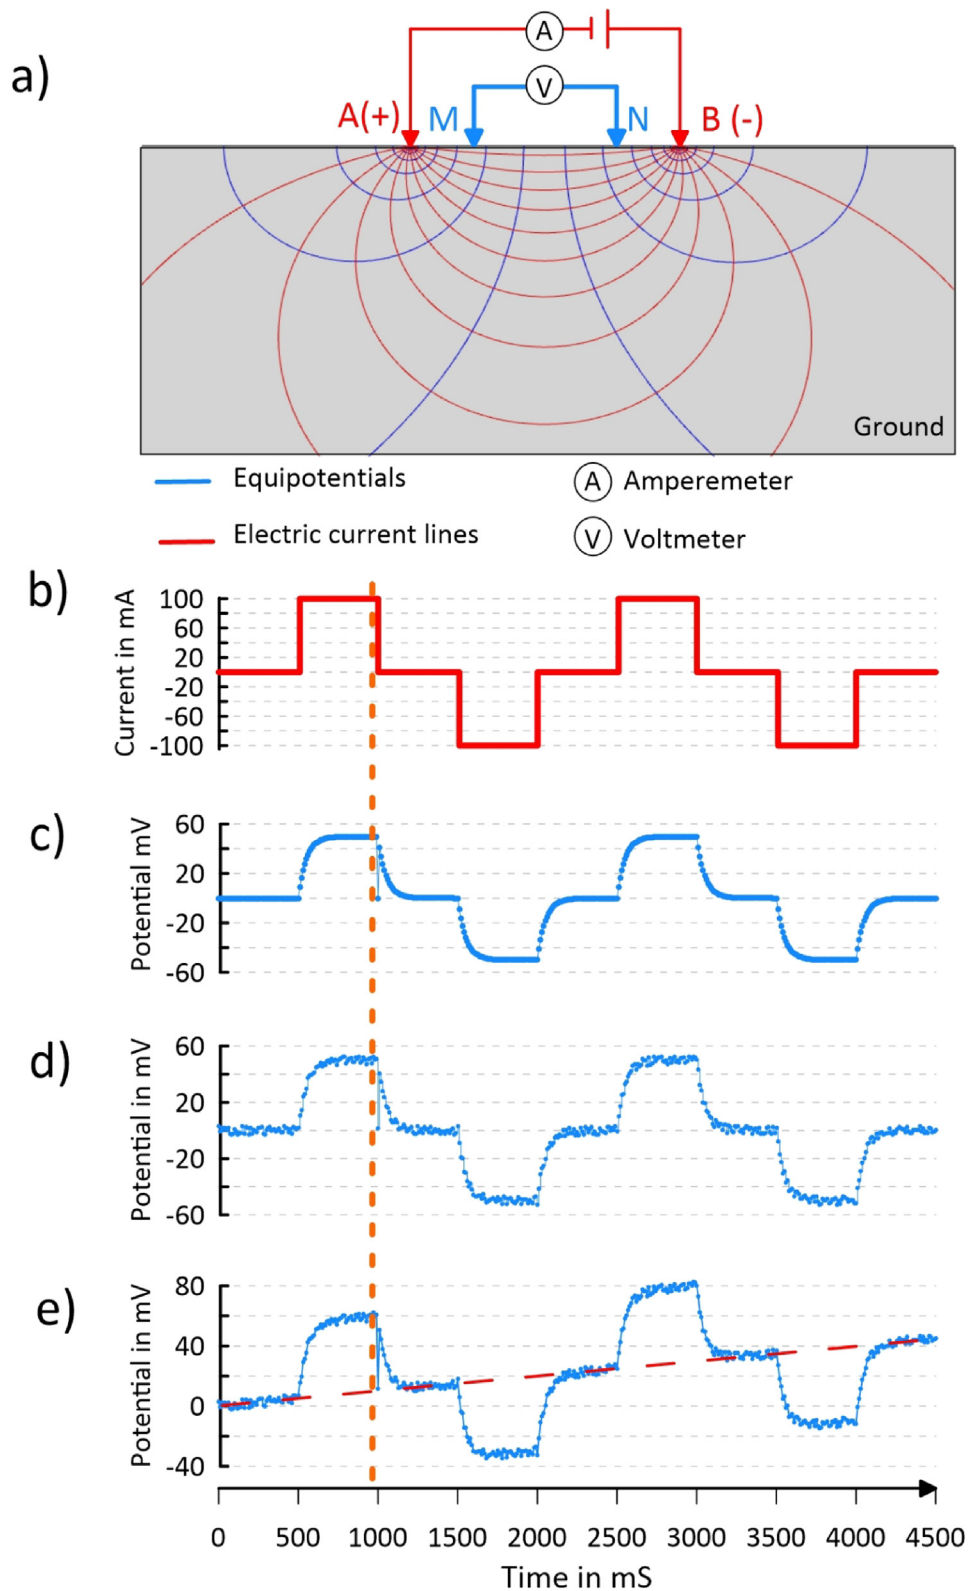 a)
A
V
A(+) M N B (-)
Ground
Equipotentials
A Amperemeter
Electric current lines
V Voltmeter
b)
Current in mA
100
60
20
-20
-60
-100
c)
Potential mV
60
20
-20
-60
d)
Potential in mV
60
20
-20
-60
e)
Potential in mV
80
40
0
-40
0 500 1000 1500 2000 2500 3000 3500 4000 4500
Time in mS